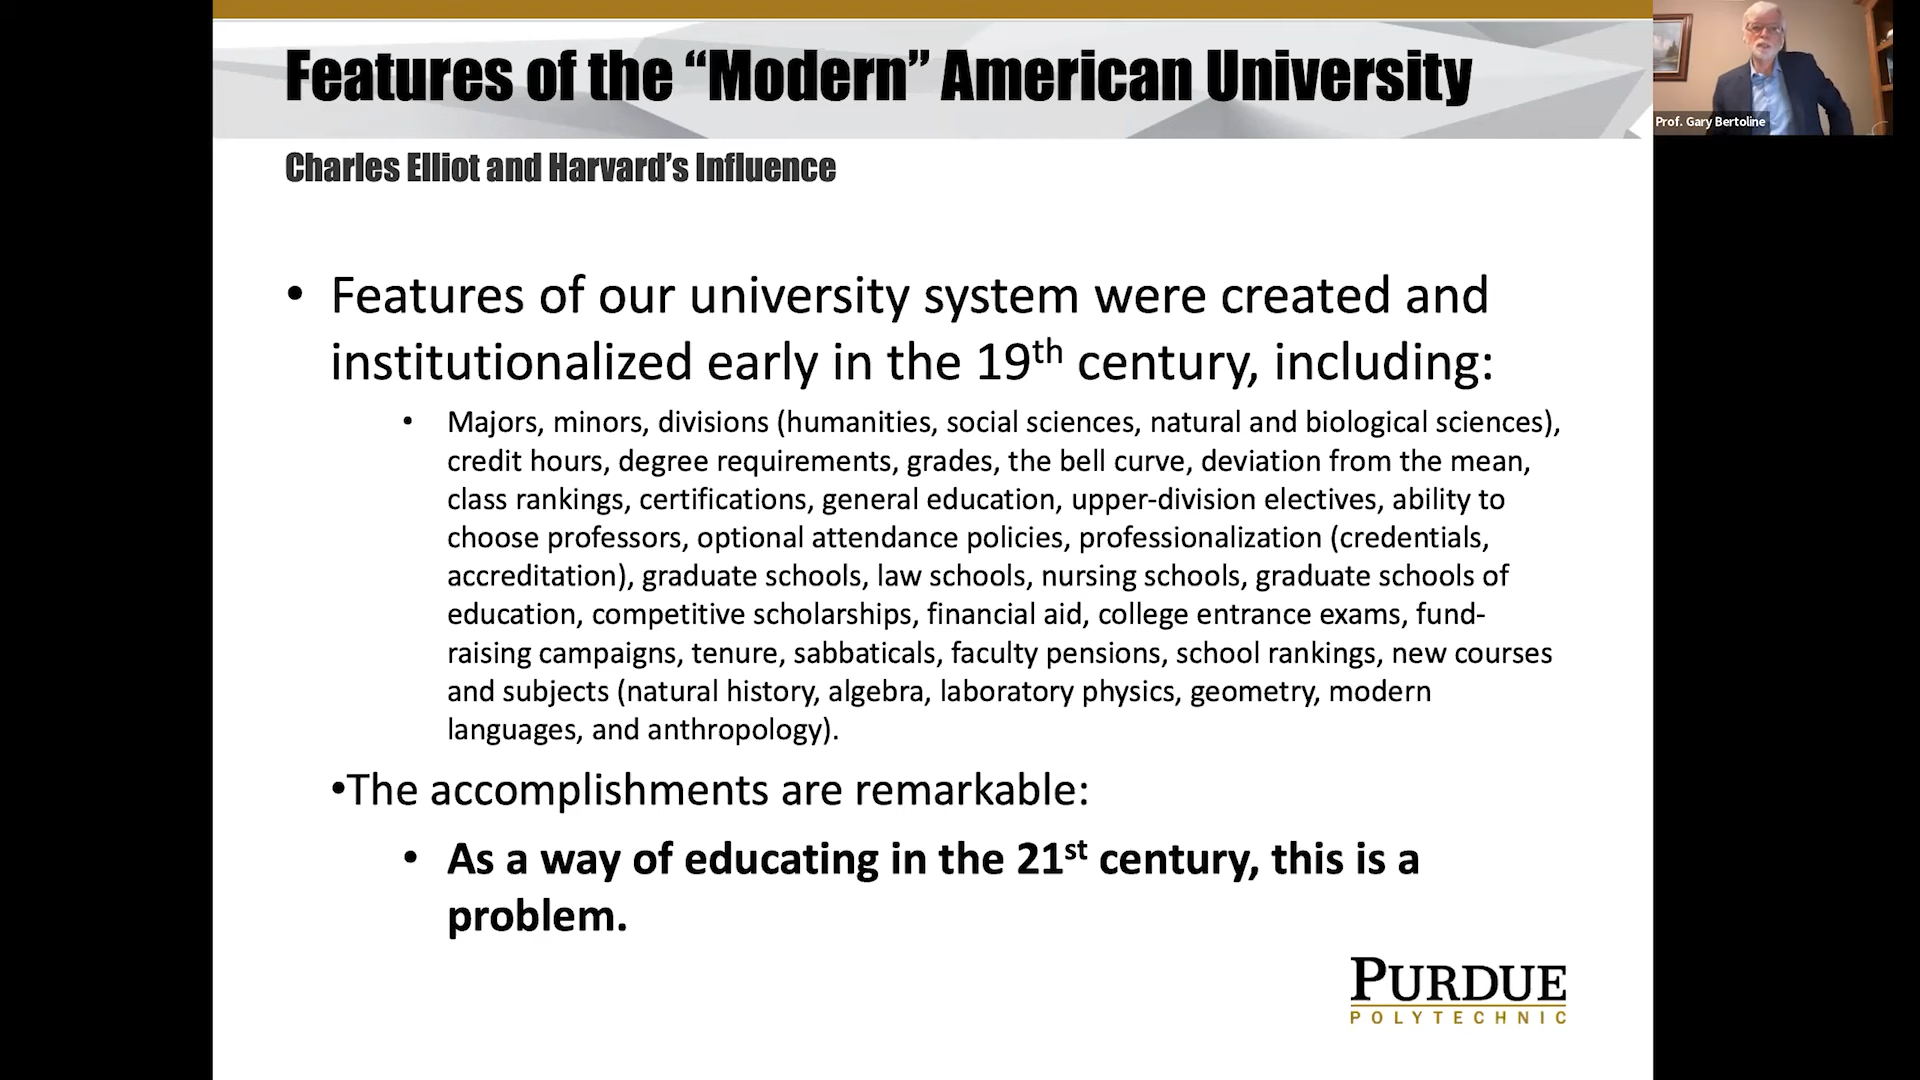 Features of the “Modern” American University
Prof. Gary Bertoline
Charles Elliot and Harvard’s Influence
• Features of our university system were created and
institutionalized early in the 19th century, including:
• Majors, minors, divisions (humanities, social sciences, natural and biological sciences),
credit hours, degree requirements, grades, the bell curve, deviation from the mean,
class rankings, certifications, general education, upper-division electives, ability to
choose professors, optional attendance policies, professionalization (credentials,
accreditation), graduate schools, law schools, nursing schools, graduate schools of
education, competitive scholarships, financial aid, college entrance exams, fund-
raising campaigns, tenure, sabbaticals, faculty pensions, school rankings, new courses
and subjects (natural history, algebra, laboratory physics, geometry, modern
languages, and anthropology).
•The accomplishments are remarkable:
• As a way of educating in the 21st century, this is a
problem.
PURDUE
POLYTECHNIC